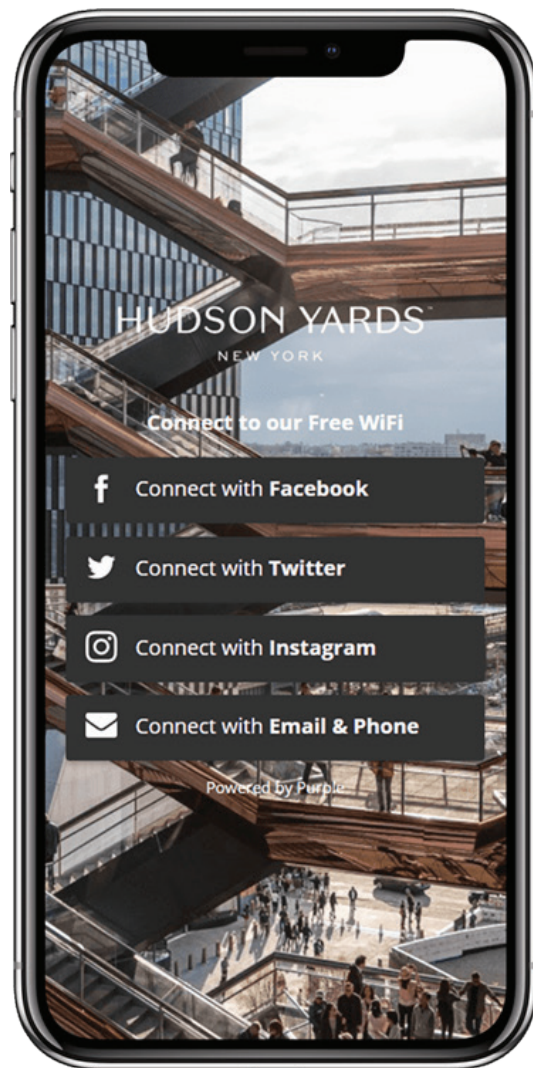 HUDSON YARDS™
NEW YORK
Connect to our Free WiFi
Connect with Facebook
Connect with Twitter
Connect with Instagram
Connect with Email & Phone
Powered by Purple